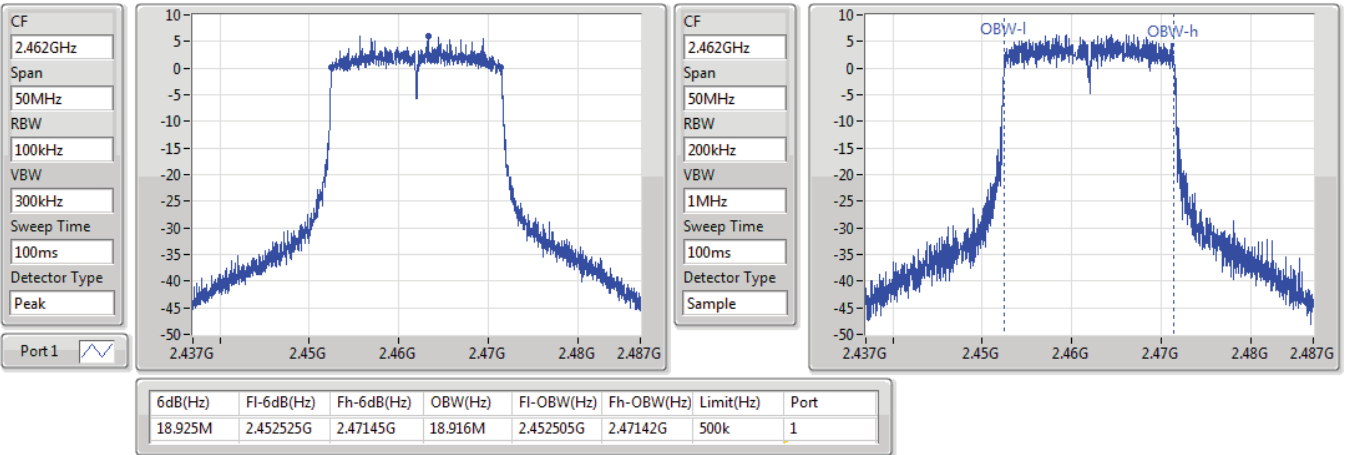 CF
2.462GHz
Span
50MHz
RBW
100kHz
VBW
300kHz
Sweep Time
100ms
Detector Type
Peak
Port 1
10
5
0
-5
-10
-15
-20
-25
-30
-35
-40
-45
-50
2.437G 2.45G 2.46G 2.47G 2.48G 2.487G
CF
2.462GHz
Span
50MHz
RBW
200kHz
VBW
1MHz
Sweep Time
100ms
Detector Type
Sample
10
5
0
-5
-10
-15
-20
-25
-30
-35
-40
-45
-50
OBW-l OBW-h
2.437G 2.45G 2.46G 2.47G 2.48G 2.487G
6dB(Hz) Fl-6dB(Hz) Fh-6dB(Hz) OBW(Hz) Fl-OBW(Hz) Fh-OBW(Hz) Limit(Hz) Port
18.925M 2.452525G 2.47145G 18.916M 2.452505G 2.47142G 500k 1